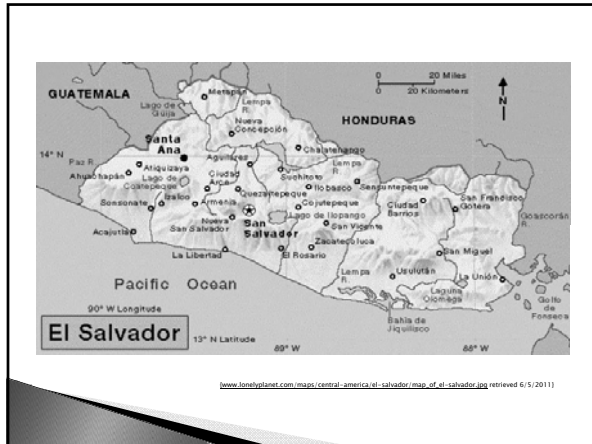 0 20 Miles
0 20 Kilometers
N
GUATEMALA
HONDURAS
Metapán
Lago de
Güija
Lempa
R.
Nueva
Concepción
Chalatenango
Santa
Ana
14° N
Paz R.
Atiquizaya
Ahuachapán
Lago de
Coatepeque
Aguilares
Ciudad
Arce
Suchitoto
Lempa
R.
Quezaltepeque
Ilobasco
Sensuntepeque
San Francisco
Gotera
Ciudad
Barrios
Goascorán
R.
Sonsonate
Izalco
Armenia
Cojutepeque
Nueva
San Salvador
San
Salvador
Lago de Ilopango
San Vicente
Acajutla
La Libertad
El Rosario
Zacatecoluca
San Miguel
Lempa
R.
Usulután
La Unión
Laguna
Olomega
Pacific Ocean
Bahía de
Jiquilisco
Golfo
de
Fonseca
90° W Longitude
El Salvador
13° N Latitude
89° W
88° W
[www.lonelyplanet.com/maps/central-america/el-salvador/map_of_el-salvador.jpg retrieved 6/5/2011]